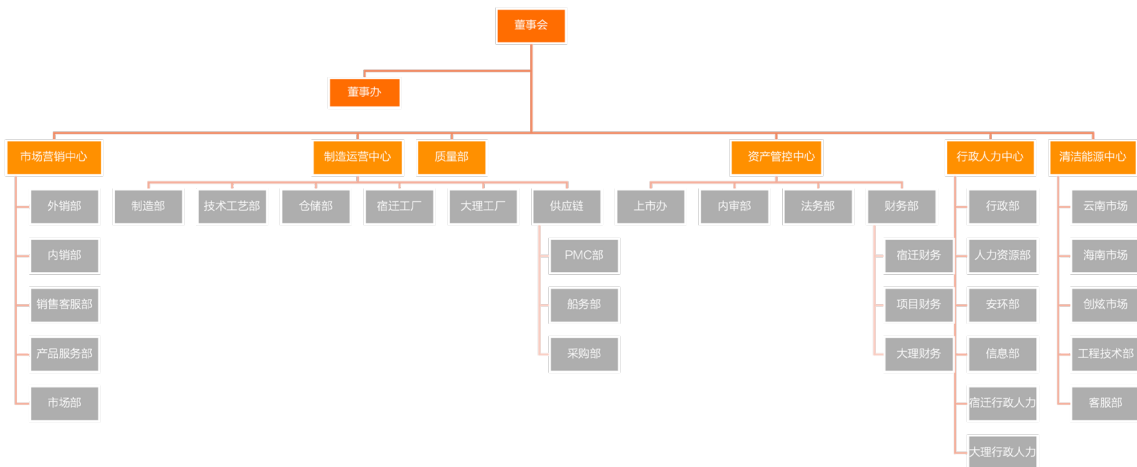 董事会
董事办
市场营销中心
制造运营中心
质量部
资产管控中心
行政人力中心
清洁能源中心
外销部
制造部
技术工艺部
仓储部
宿迁工厂
大理工厂
供应链
上市办
内审部
法务部
财务部
行政部
云南市场
内销部
PMC部
宿迁财务
人力资源部
海南市场
销售客服部
船务部
项目财务
安环部
创炫市场
产品服务部
采购部
大理财务
信息部
工程技术部
市场部
宿迁行政人力
客服部
大理行政人力